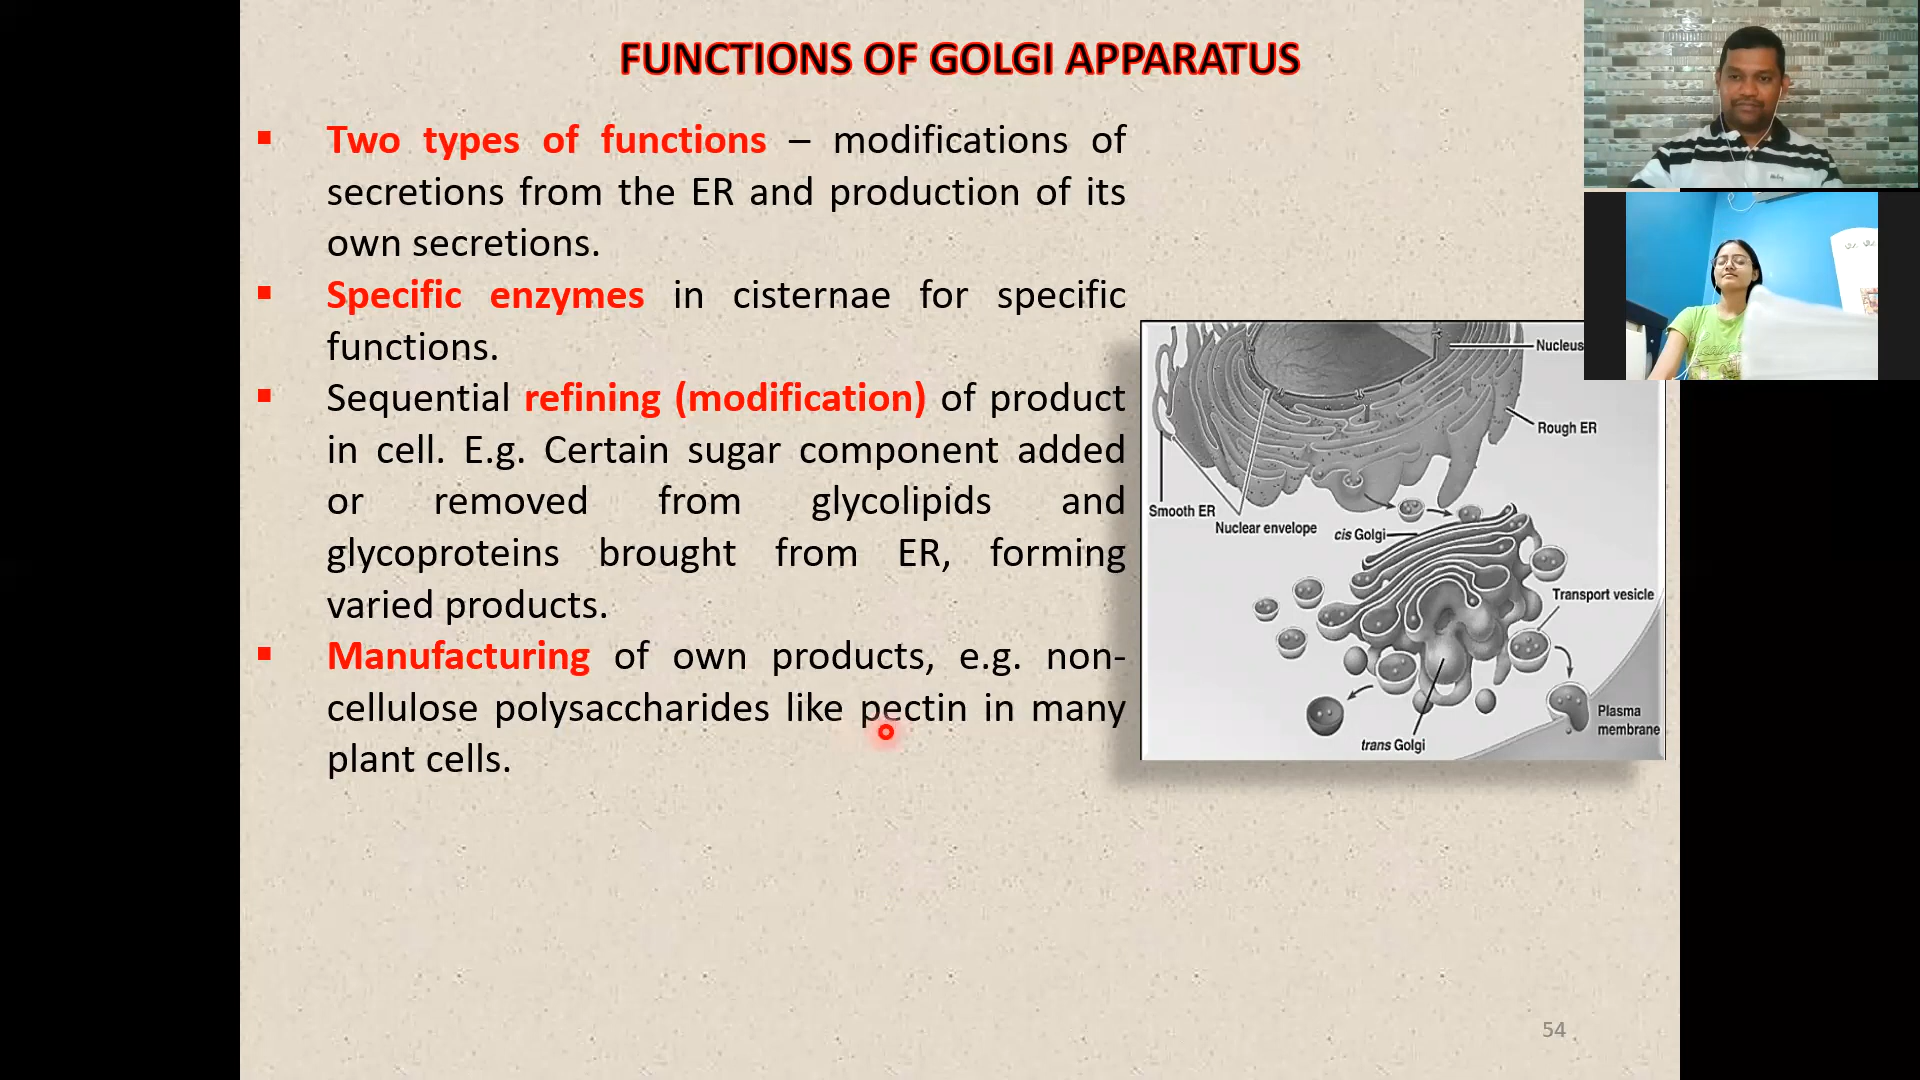 FUNCTIONS OF GOLGI APPARATUS
▪ Two types of functions – modifications of
secretions from the ER and production of its
own secretions.
▪ Specific enzymes in cisternae for specific
functions.
▪ Sequential refining (modification) of product
in cell. E.g. Certain sugar component added
or removed from glycolipids and
glycoproteins brought from ER, forming
varied products.
▪ Manufacturing of own products, e.g. non-
cellulose polysaccharides like pectin in many
plant cells.
Nucleus
Rough ER
Smooth ER
Nuclear envelope
cis Golgi
Transport vesicle
Plasma
membrane
trans Golgi
54